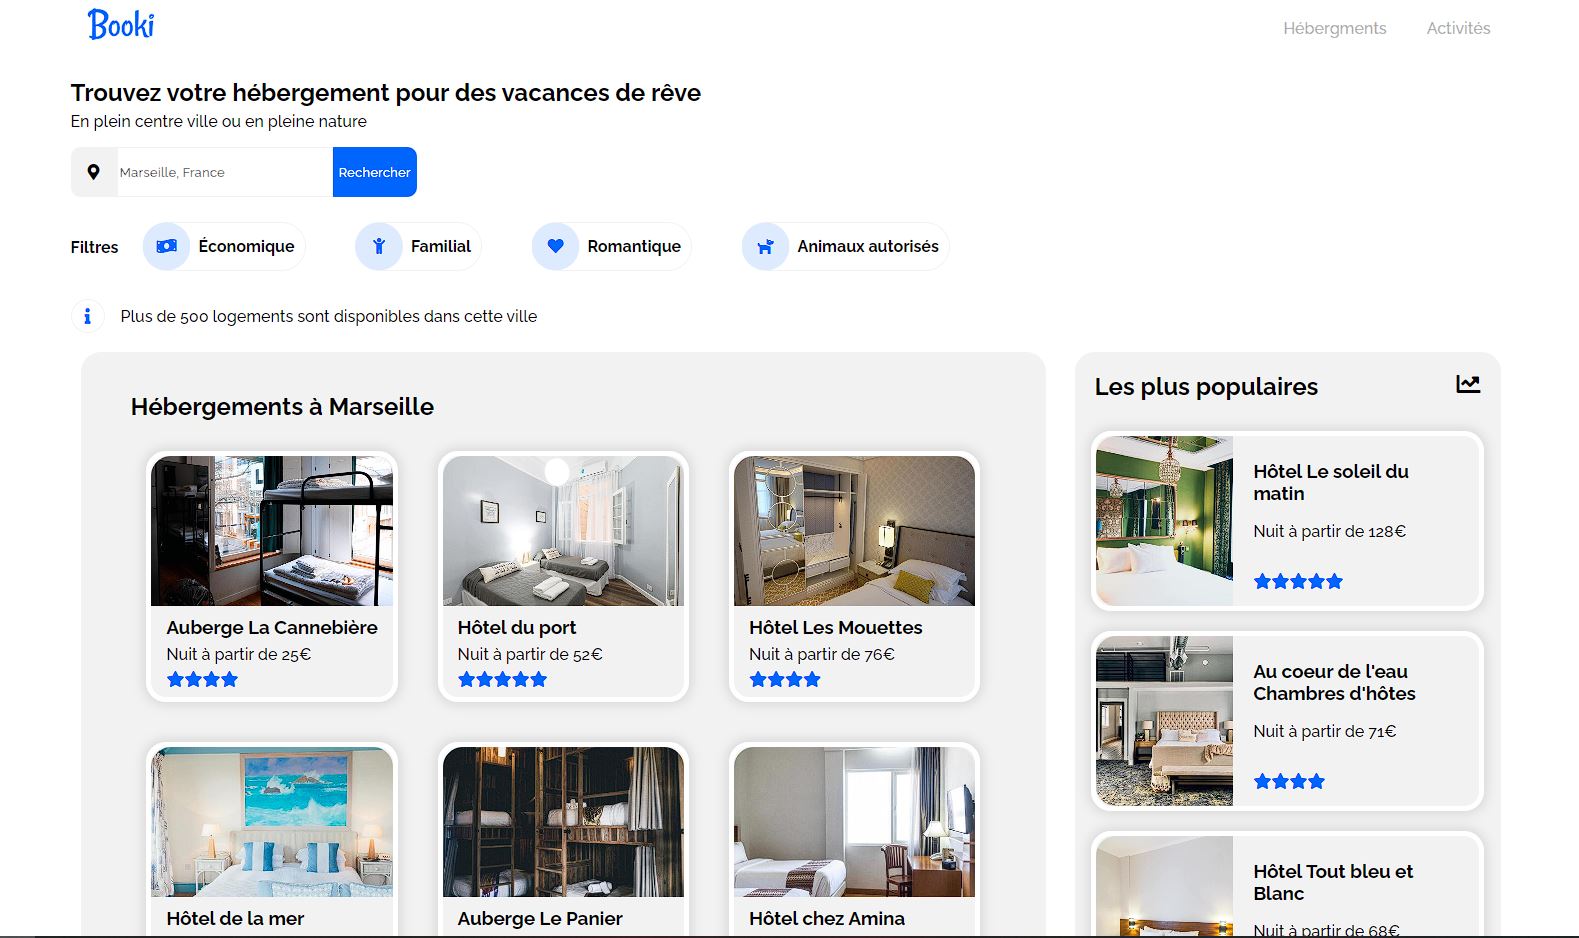 Booki
Hébergments
Activités
Trouvez votre hébergement pour des vacances de rêve
En plein centre ville ou en pleine nature
Marseille, France
Rechercher
Filtres
Économique
Familial
Romantique
Animaux autorisés
Plus de 500 logements sont disponibles dans cette ville
Hébergements à Marseille
Auberge La Cannebière
Nuit à partir de 25€
Hôtel du port
Nuit à partir de 52€
Hôtel Les Mouettes
Nuit à partir de 76€
Hôtel de la mer
Auberge Le Panier
Hôtel chez Amina
Les plus populaires
Hôtel Le soleil du
matin
Nuit à partir de 128€
Au coeur de l'eau
Chambres d'hôtes
Nuit à partir de 71€
Hôtel Tout bleu et
Blanc
Nuit à partir de 68€